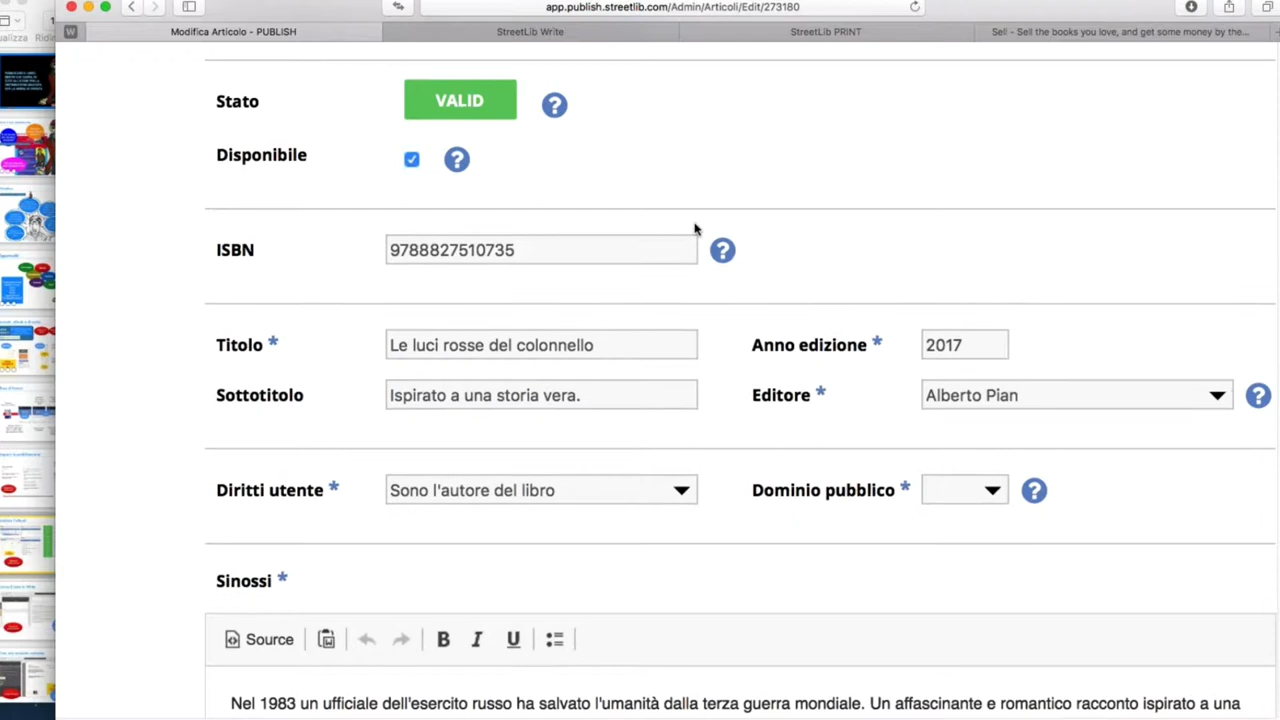 app.publish.streetlib.com/Admin/Articoli/Edit/273180
W Modifica Articolo - PUBLISH StreetLib Write StreetLib PRINT Sell - Sell the books you love, and get some money by the...
Stato VALID ?
Disponibile ?
ISBN 9788827510735 ?
Titolo * Le luci rosse del colonnello Anno edizione * 2017
Sottotitolo Ispirato a una storia vera. Editore * Alberto Pian ?
Diritti utente * Sono l'autore del libro Dominio pubblico * ?
Sinossi *
Source B I U
Nel 1983 un ufficiale dell'esercito russo ha salvato l'umanità dalla terza guerra mondiale. Un affascinante e romantico racconto ispirato a una